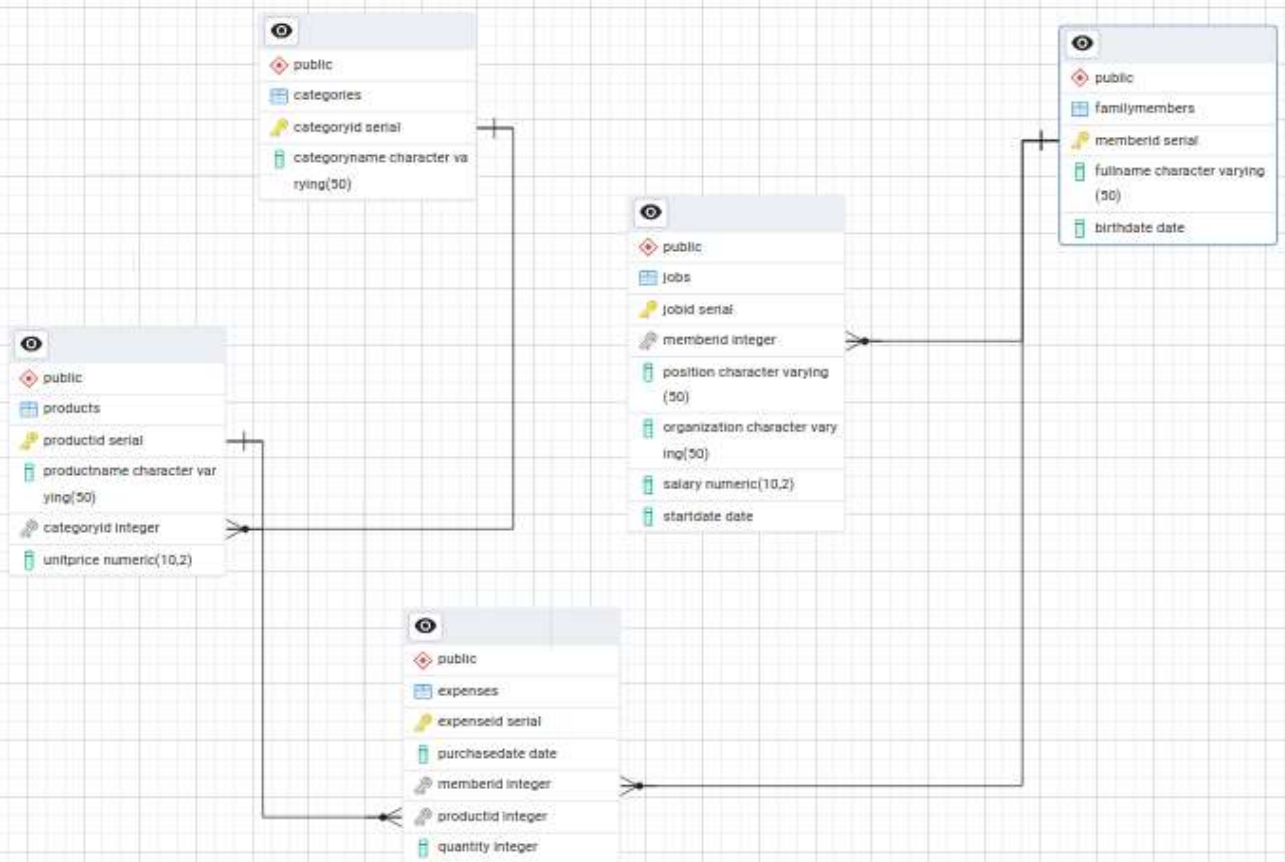 public
categories
categoryid serial
categoryname character va
rying(50)
public
familymembers
memberid serial
fullname character varying
(50)
birthdate date
public
jobs
jobid serial
memberid integer
position character varying
(50)
organization character vary
ing(50)
salary numeric(10,2)
startdate date
public
products
productid serial
productname character var
ying(50)
categoryid integer
unitprice numeric(10,2)
public
expenses
expenseid serial
purchasedate date
memberid integer
productid integer
quantity integer